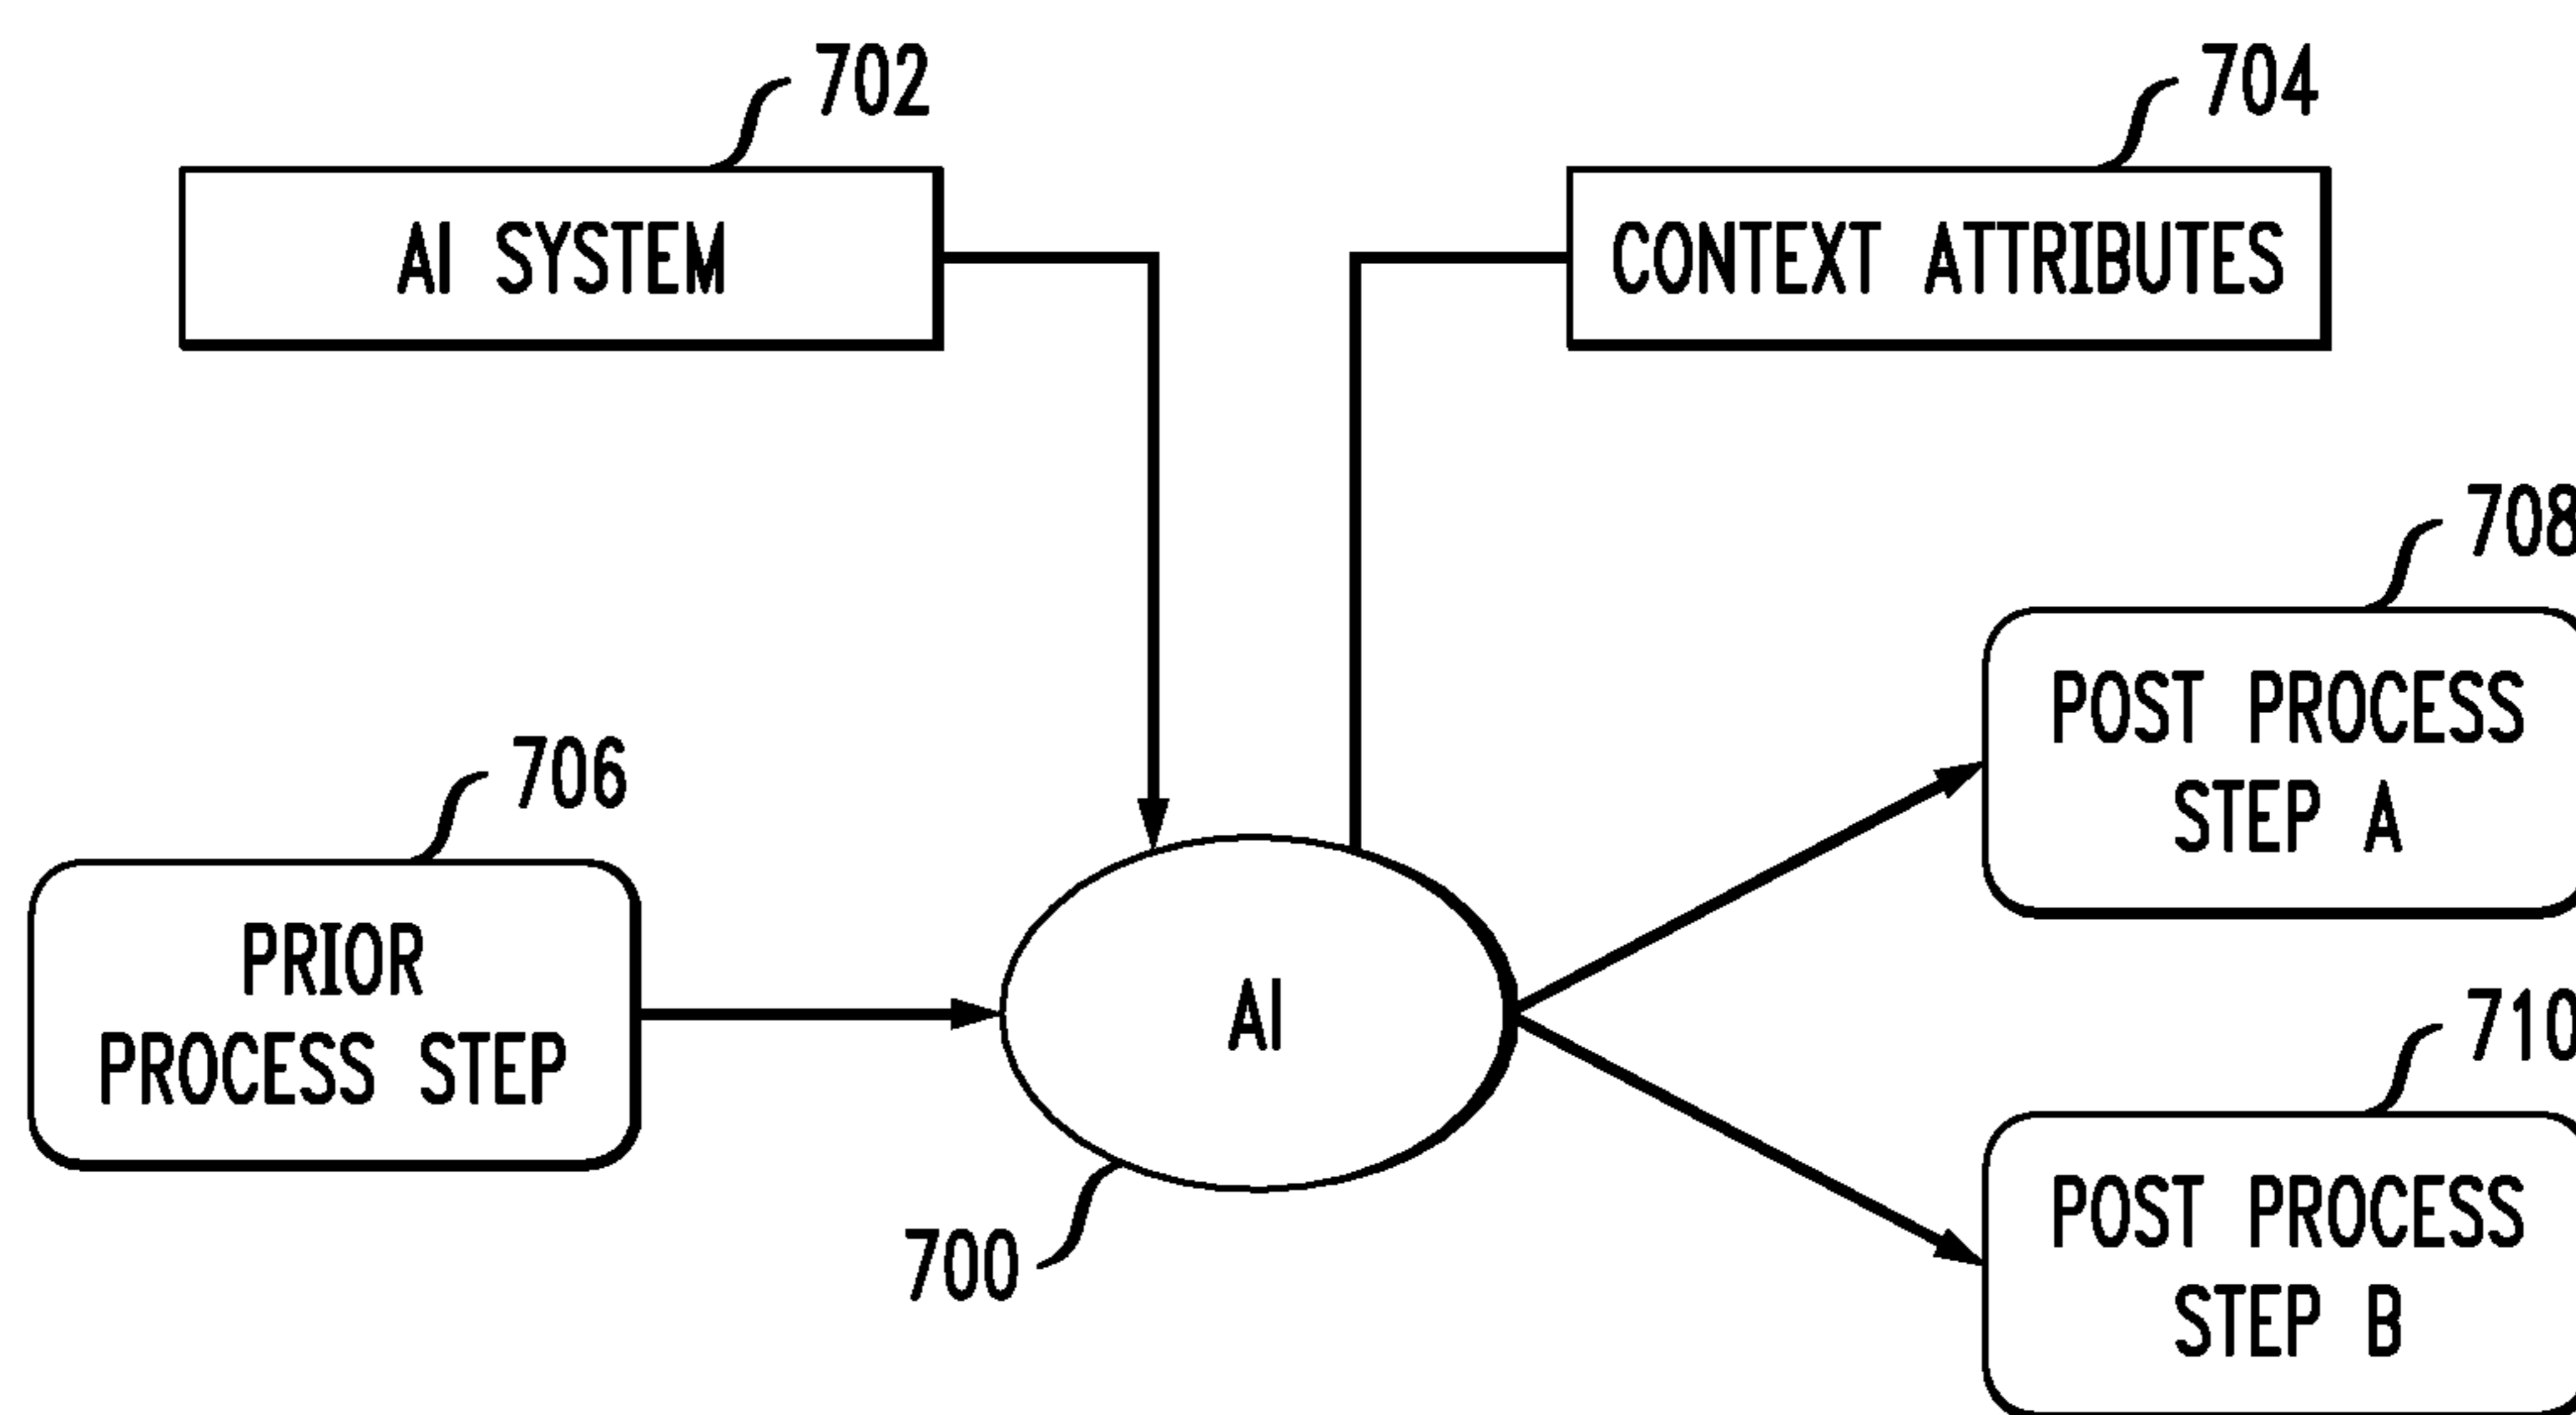 702
704
AI SYSTEM
CONTEXT ATTRIBUTES
708
POST PROCESS
STEP A
706
PRIOR
PROCESS STEP
AI
700
710
POST PROCESS
STEP B